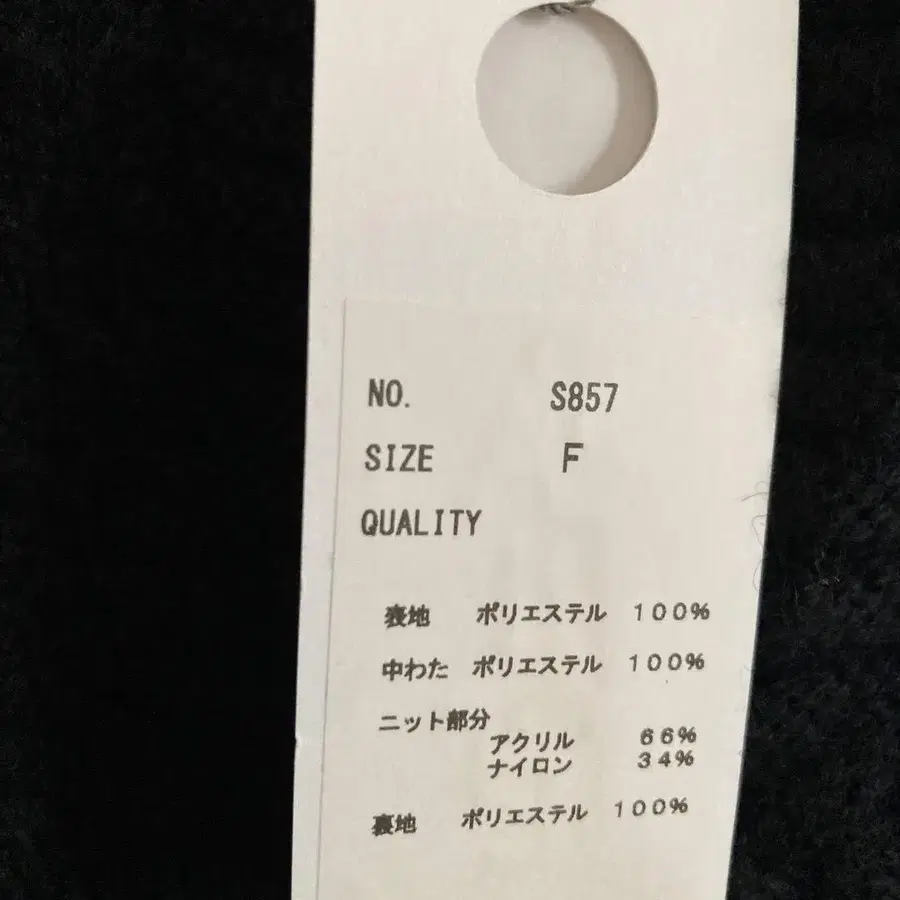 NO. S857
SIZE F
QUALITY
表地 ポリエステル 100%
中わた ポリエステル 100%
ニット部分
アクリル 66%
ナイロン 34%
裏地 ポリエステル 100%